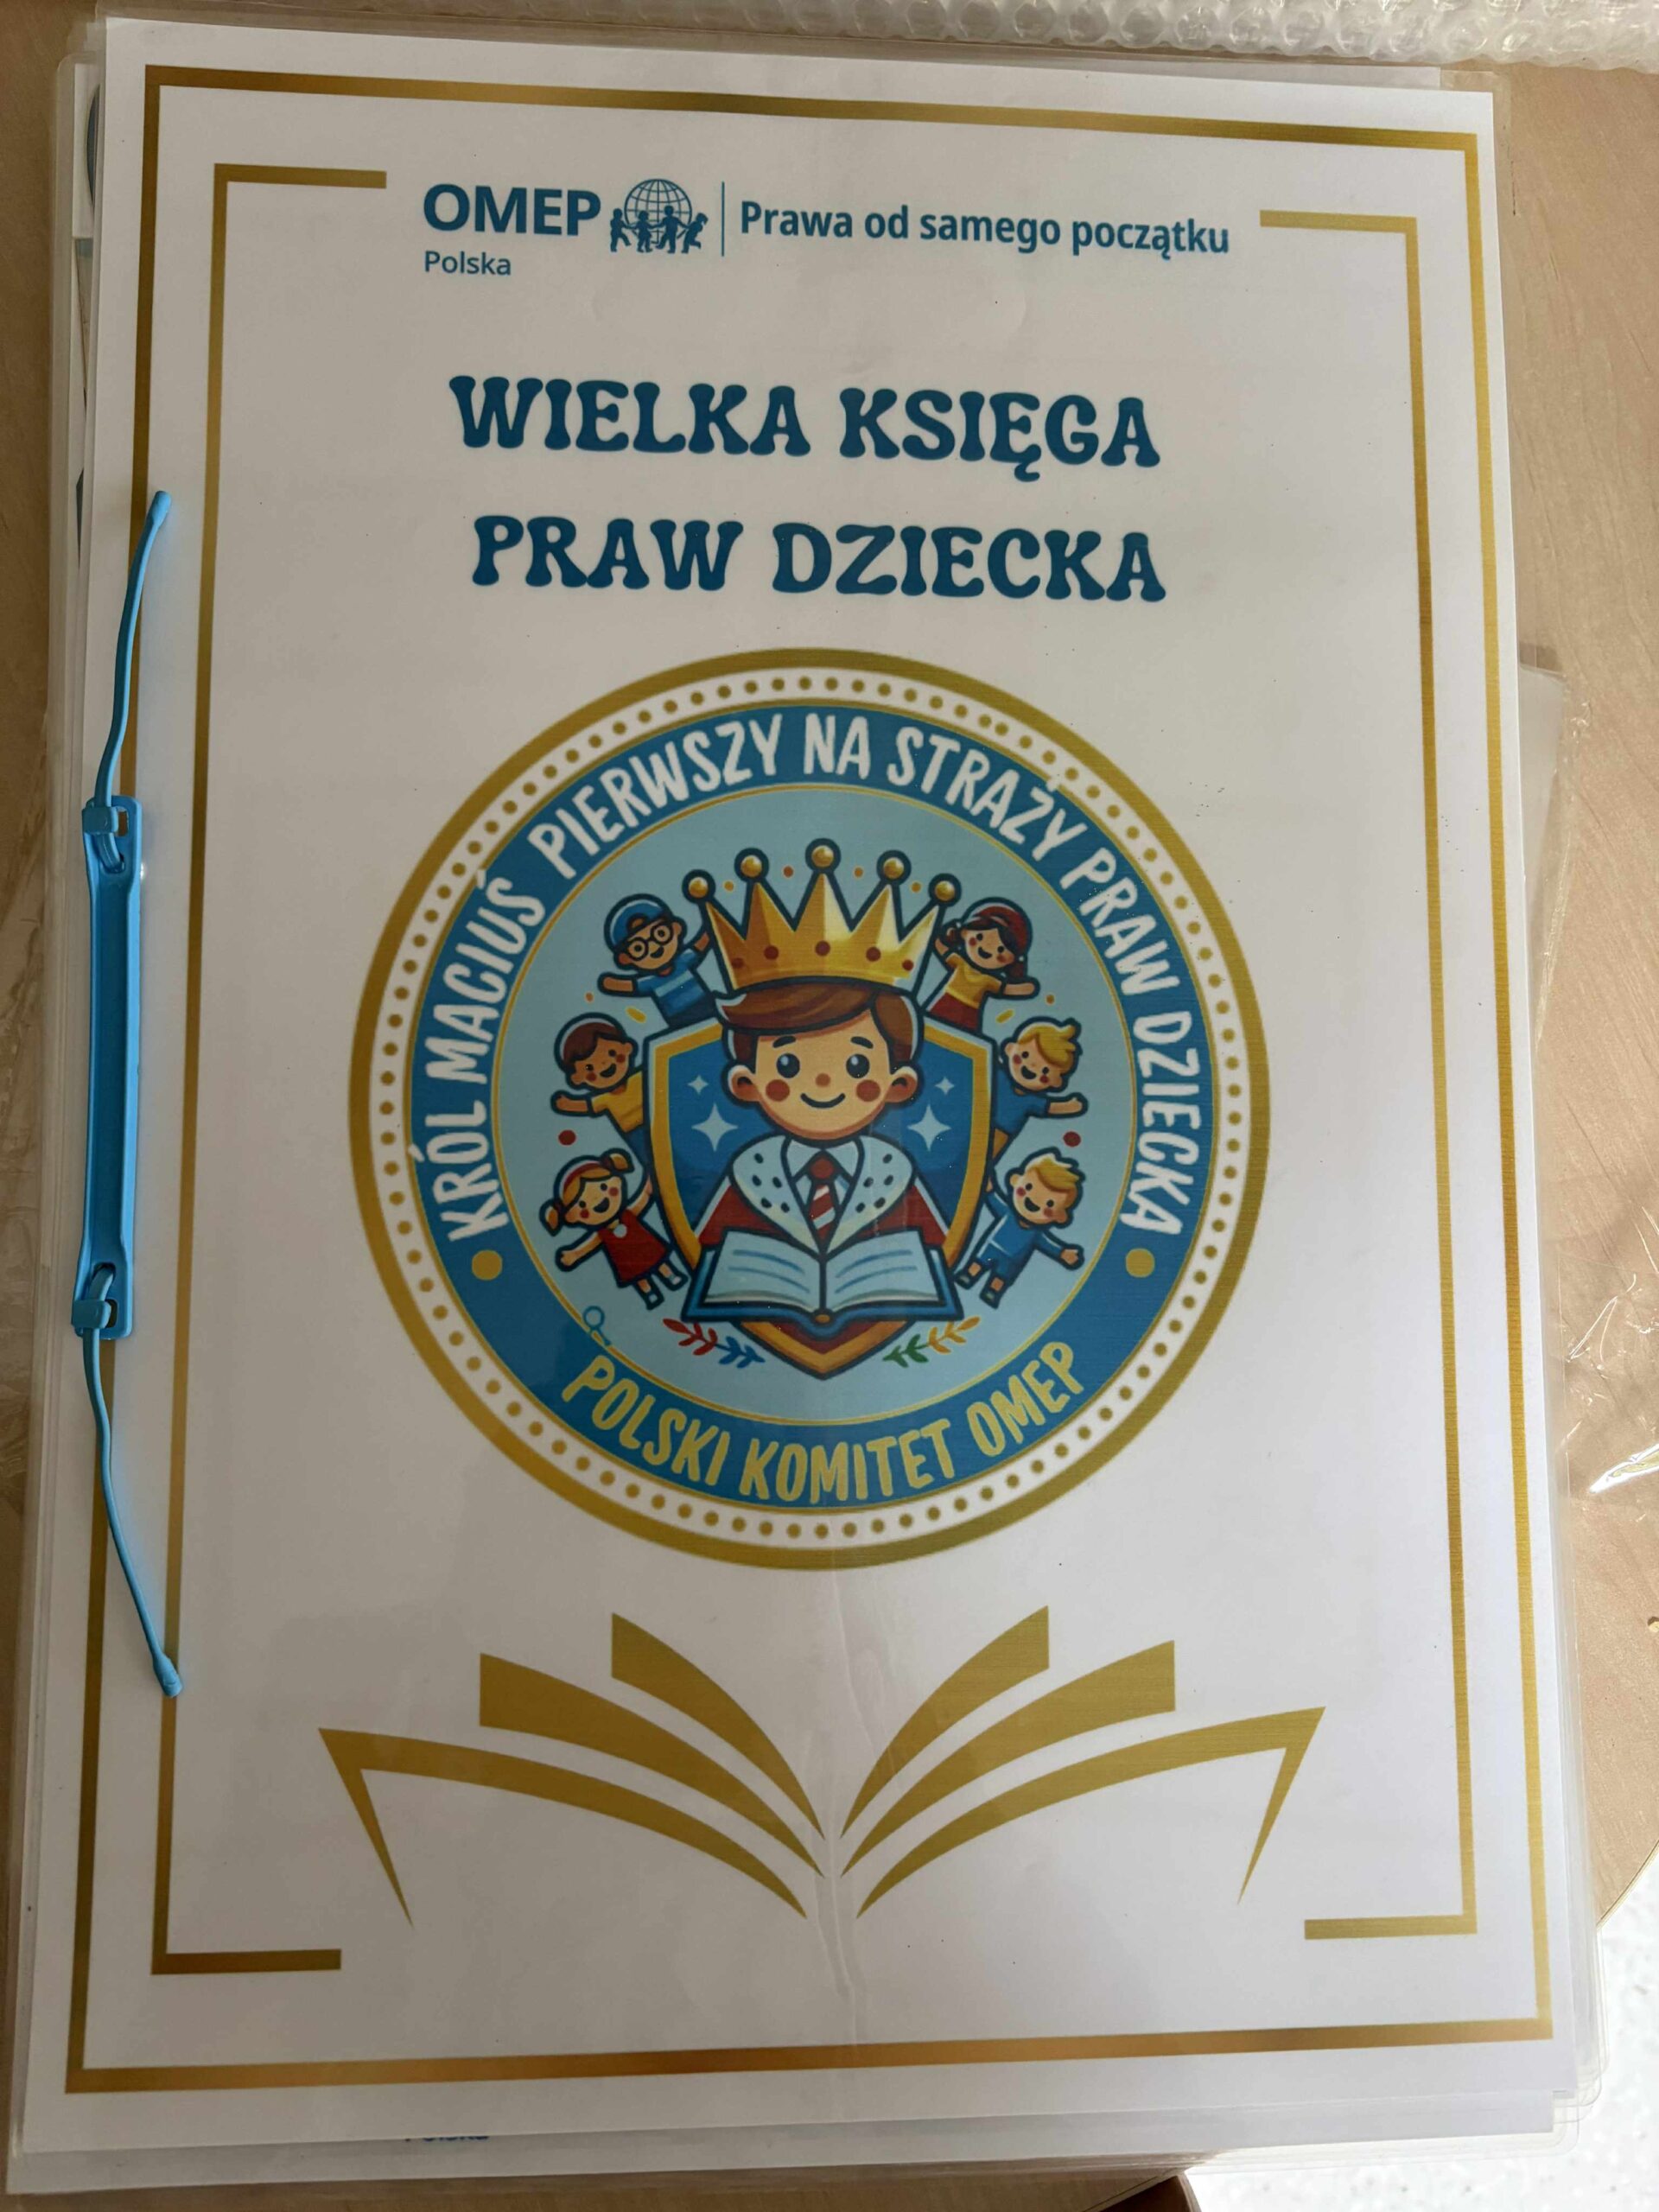 OMEP
Polska
Prawa od samego początku
WIELKA KSIĘGA
PRAW DZIECKA
KRÓL MACIUŚ PIERWSZY NA STRAŻY PRAW DZIECKA
POLSKI KOMITET OMEP